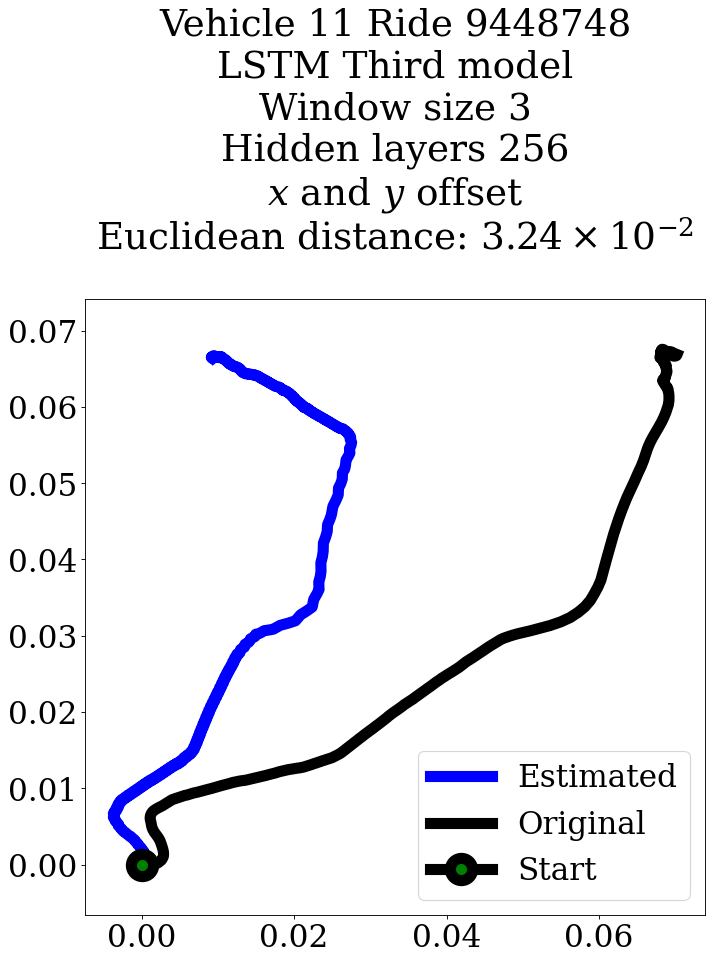 Vehicle 11 Ride 9448748
LSTM Third model
Window size 3
Hidden layers 256
x and y offset
Euclidean distance: 3.24 × 10⁻²
0.07
0.06
0.05
0.04
0.03
0.02
0.01
0.00
Estimated
Original
Start
0.00 0.02 0.04 0.06